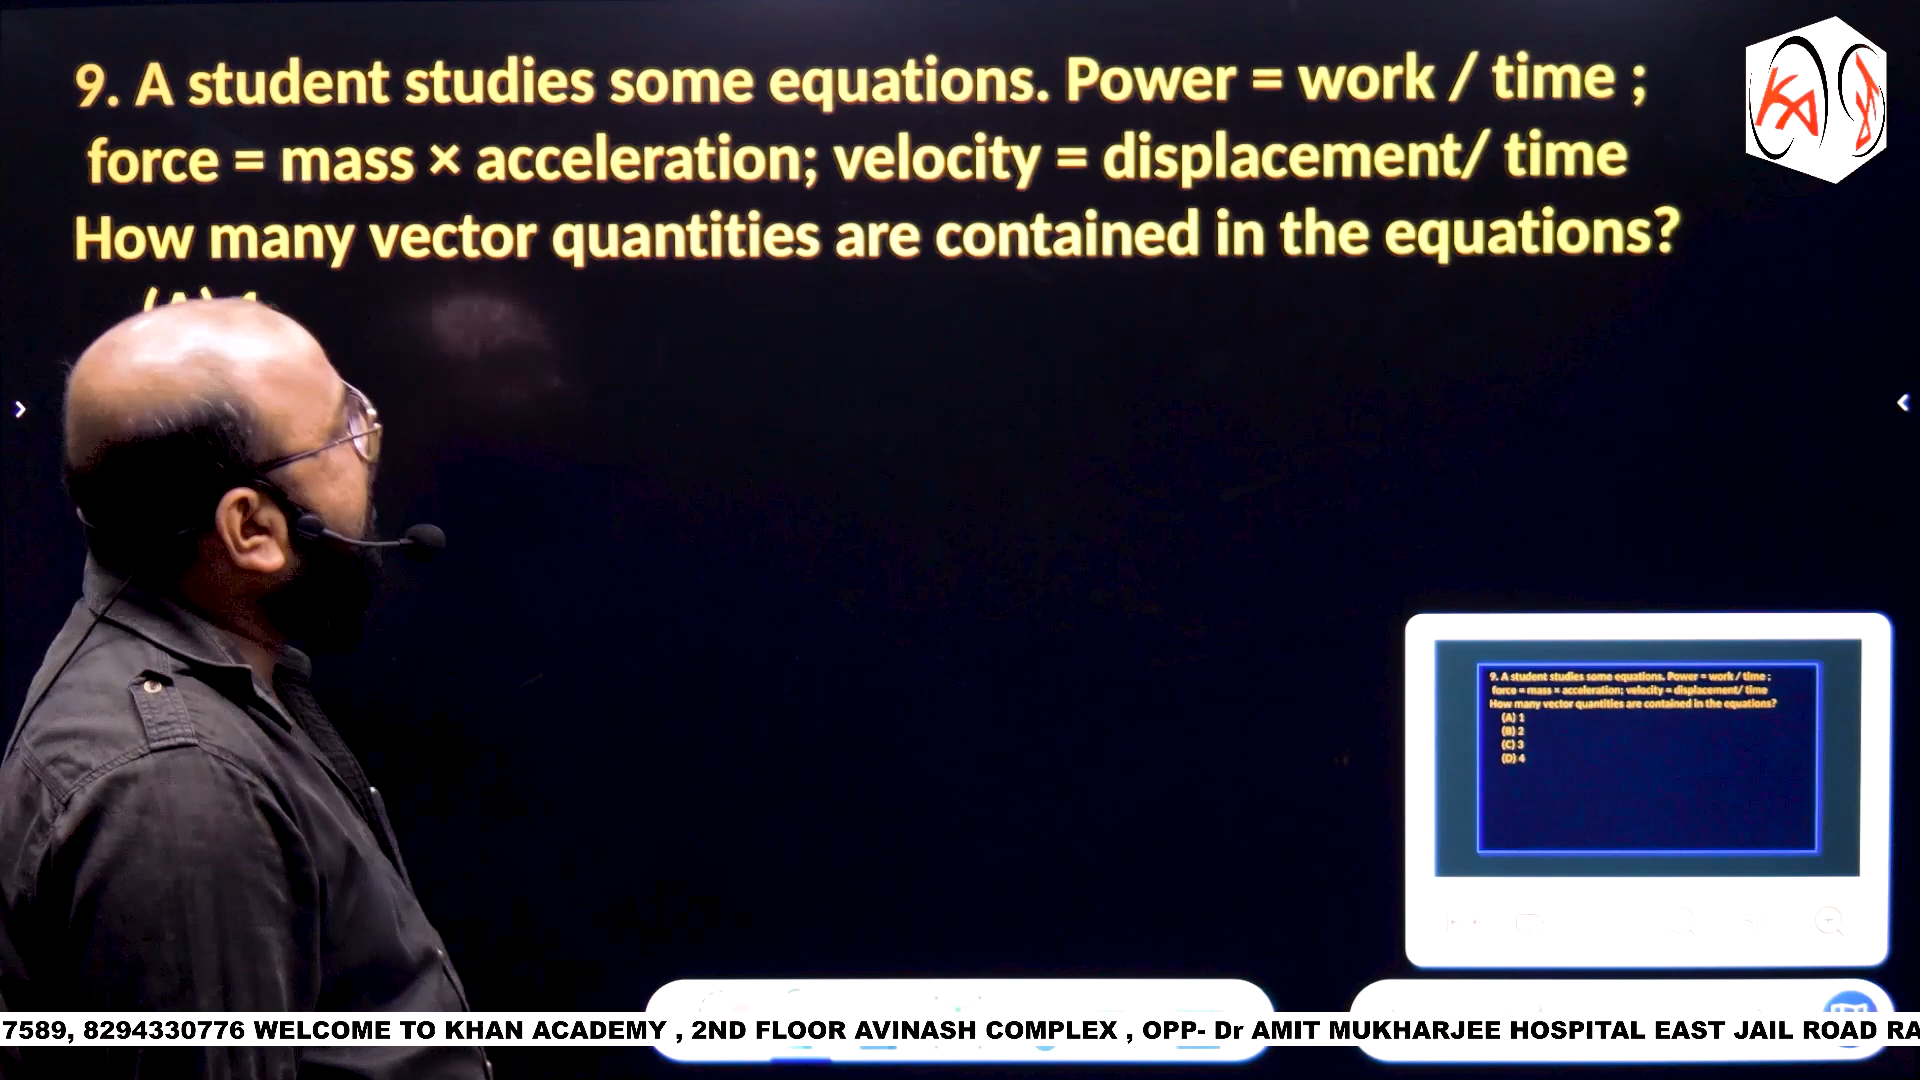 9. A student studies some equations. Power = work / time ;
force = mass × acceleration; velocity = displacement/ time
How many vector quantities are contained in the equations?
KA
9. A student studies some equations. Power = work / time ;
force = mass × acceleration; velocity = displacement/ time
How many vector quantities are contained in the equations?
(A) 1
(B) 2
(C) 3
(D) 4
7589, 8294330776 WELCOME TO KHAN ACADEMY , 2ND FLOOR AVINASH COMPLEX , OPP- Dr AMIT MUKHARJEE HOSPITAL EAST JAIL ROAD RA